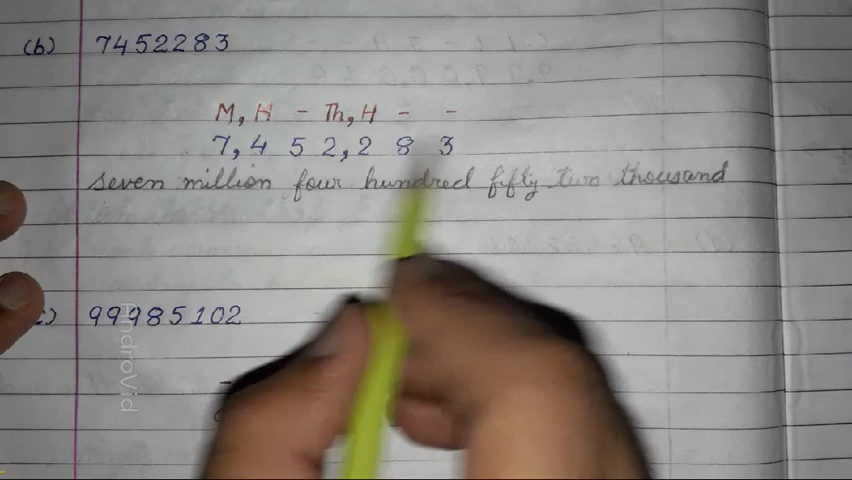 (b) 7452283
M, H - Th, H - -
7, 4 5 2, 2 8 3
seven million four hundred fifty two thousand
) 99985102
AndroVid